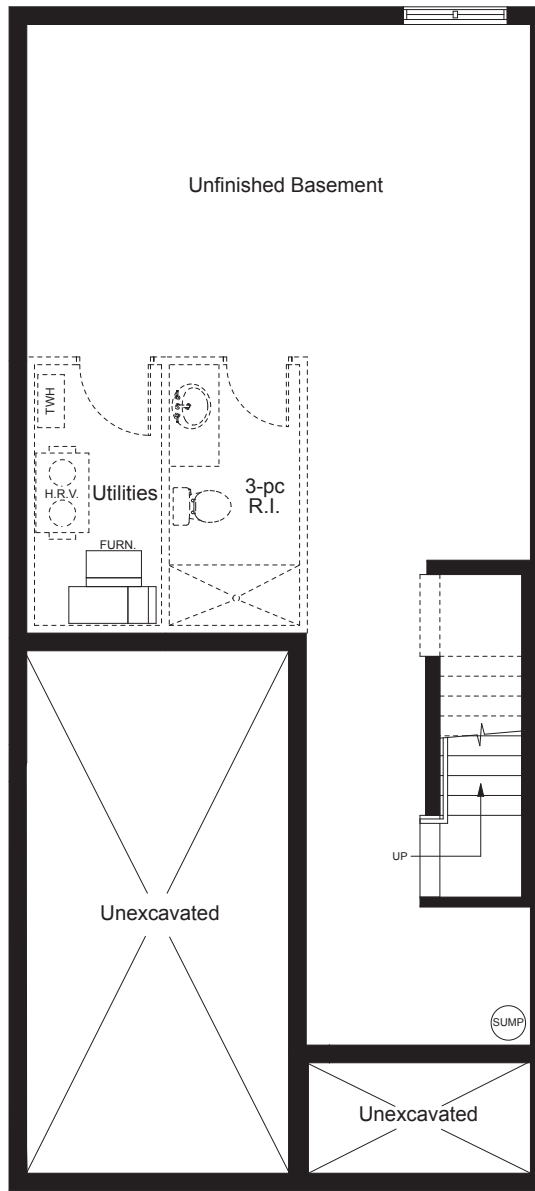 Unfinished Basement
TWH
H.R.V.
Utilities
3-pc
R.I.
FURN.
UP
Unexcavated
SUMP
Unexcavated